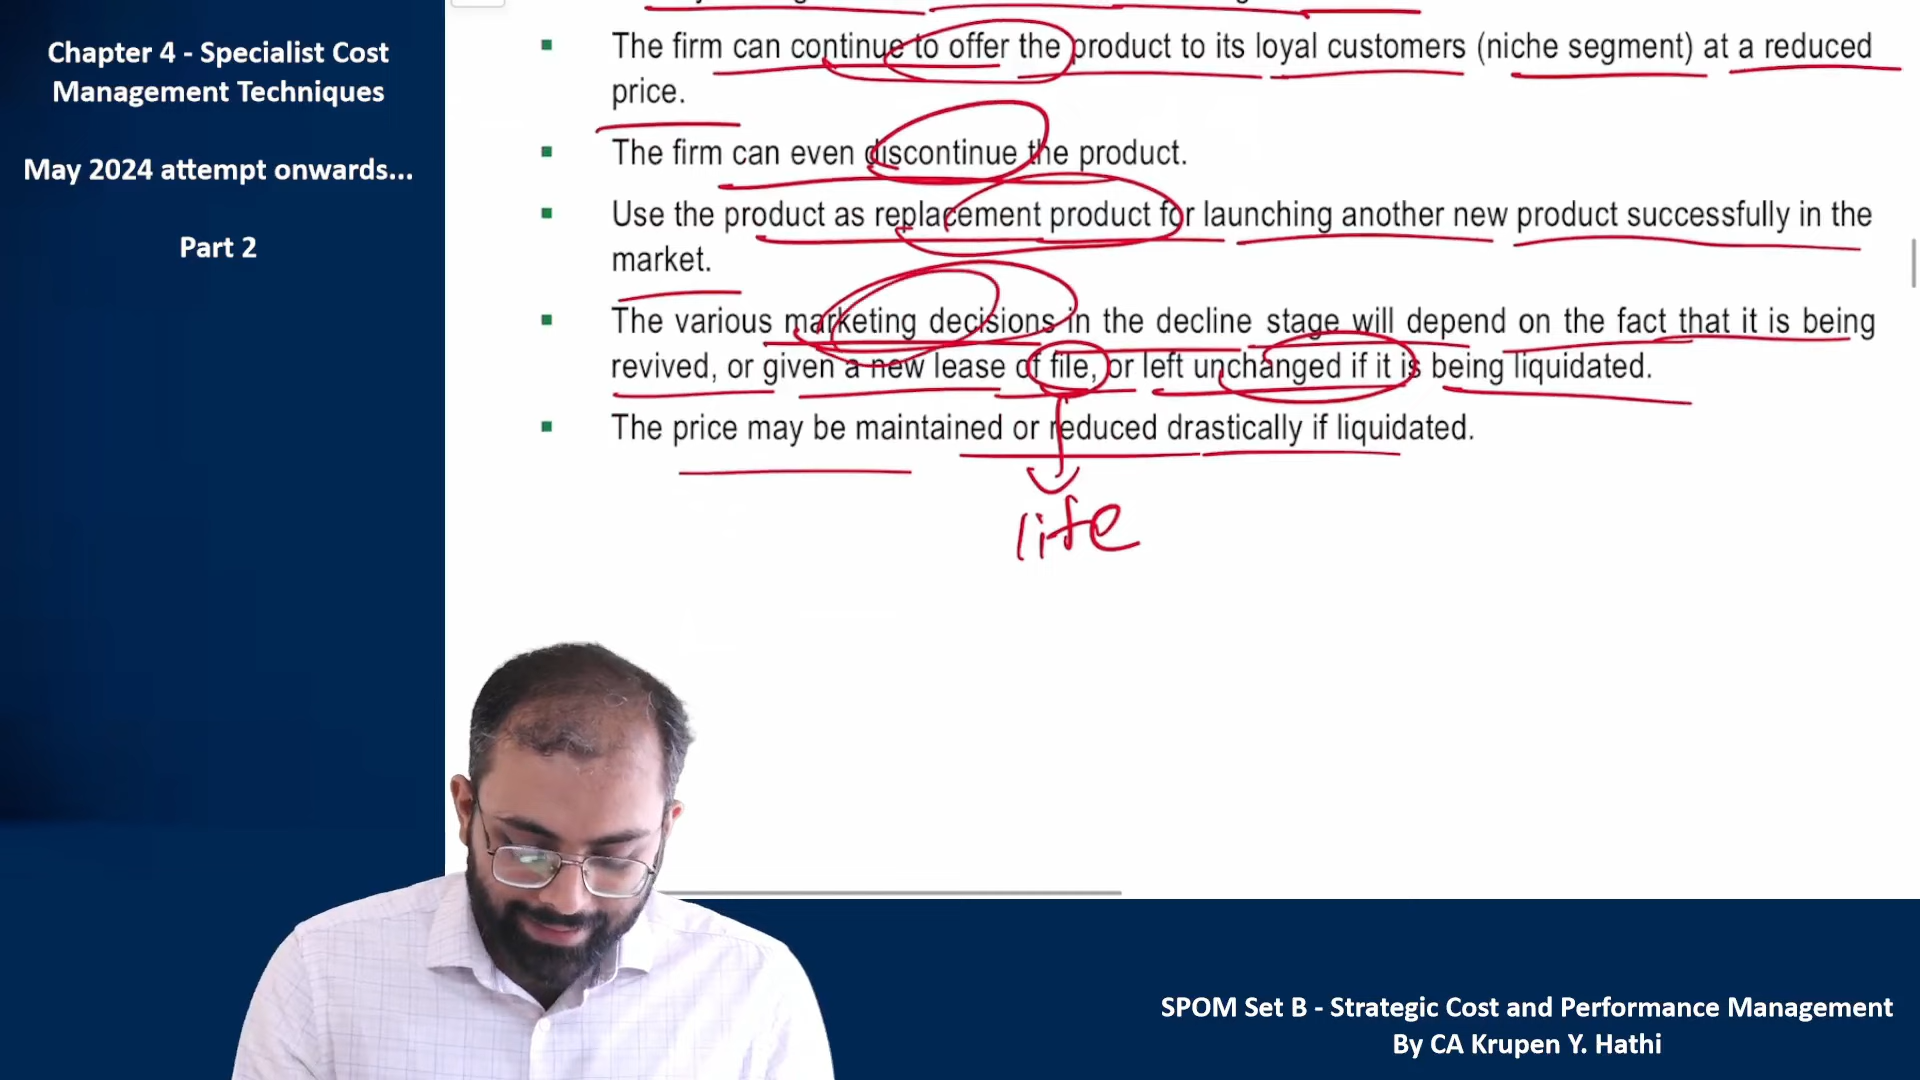 Chapter 4 - Specialist Cost
Management Techniques
May 2024 attempt onwards...
Part 2
The firm can continue to offer the product to its loyal customers (niche segment) at a reduced
price.
The firm can even discontinue the product.
Use the product as replacement product for launching another new product successfully in the
market.
The various marketing decisions in the decline stage will depend on the fact that it is being
revived, or given a new lease of file, or left unchanged if it is being liquidated.
The price may be maintained or reduced drastically if liquidated.
life
SPOM Set B - Strategic Cost and Performance Management
By CA Krupen Y. Hathi